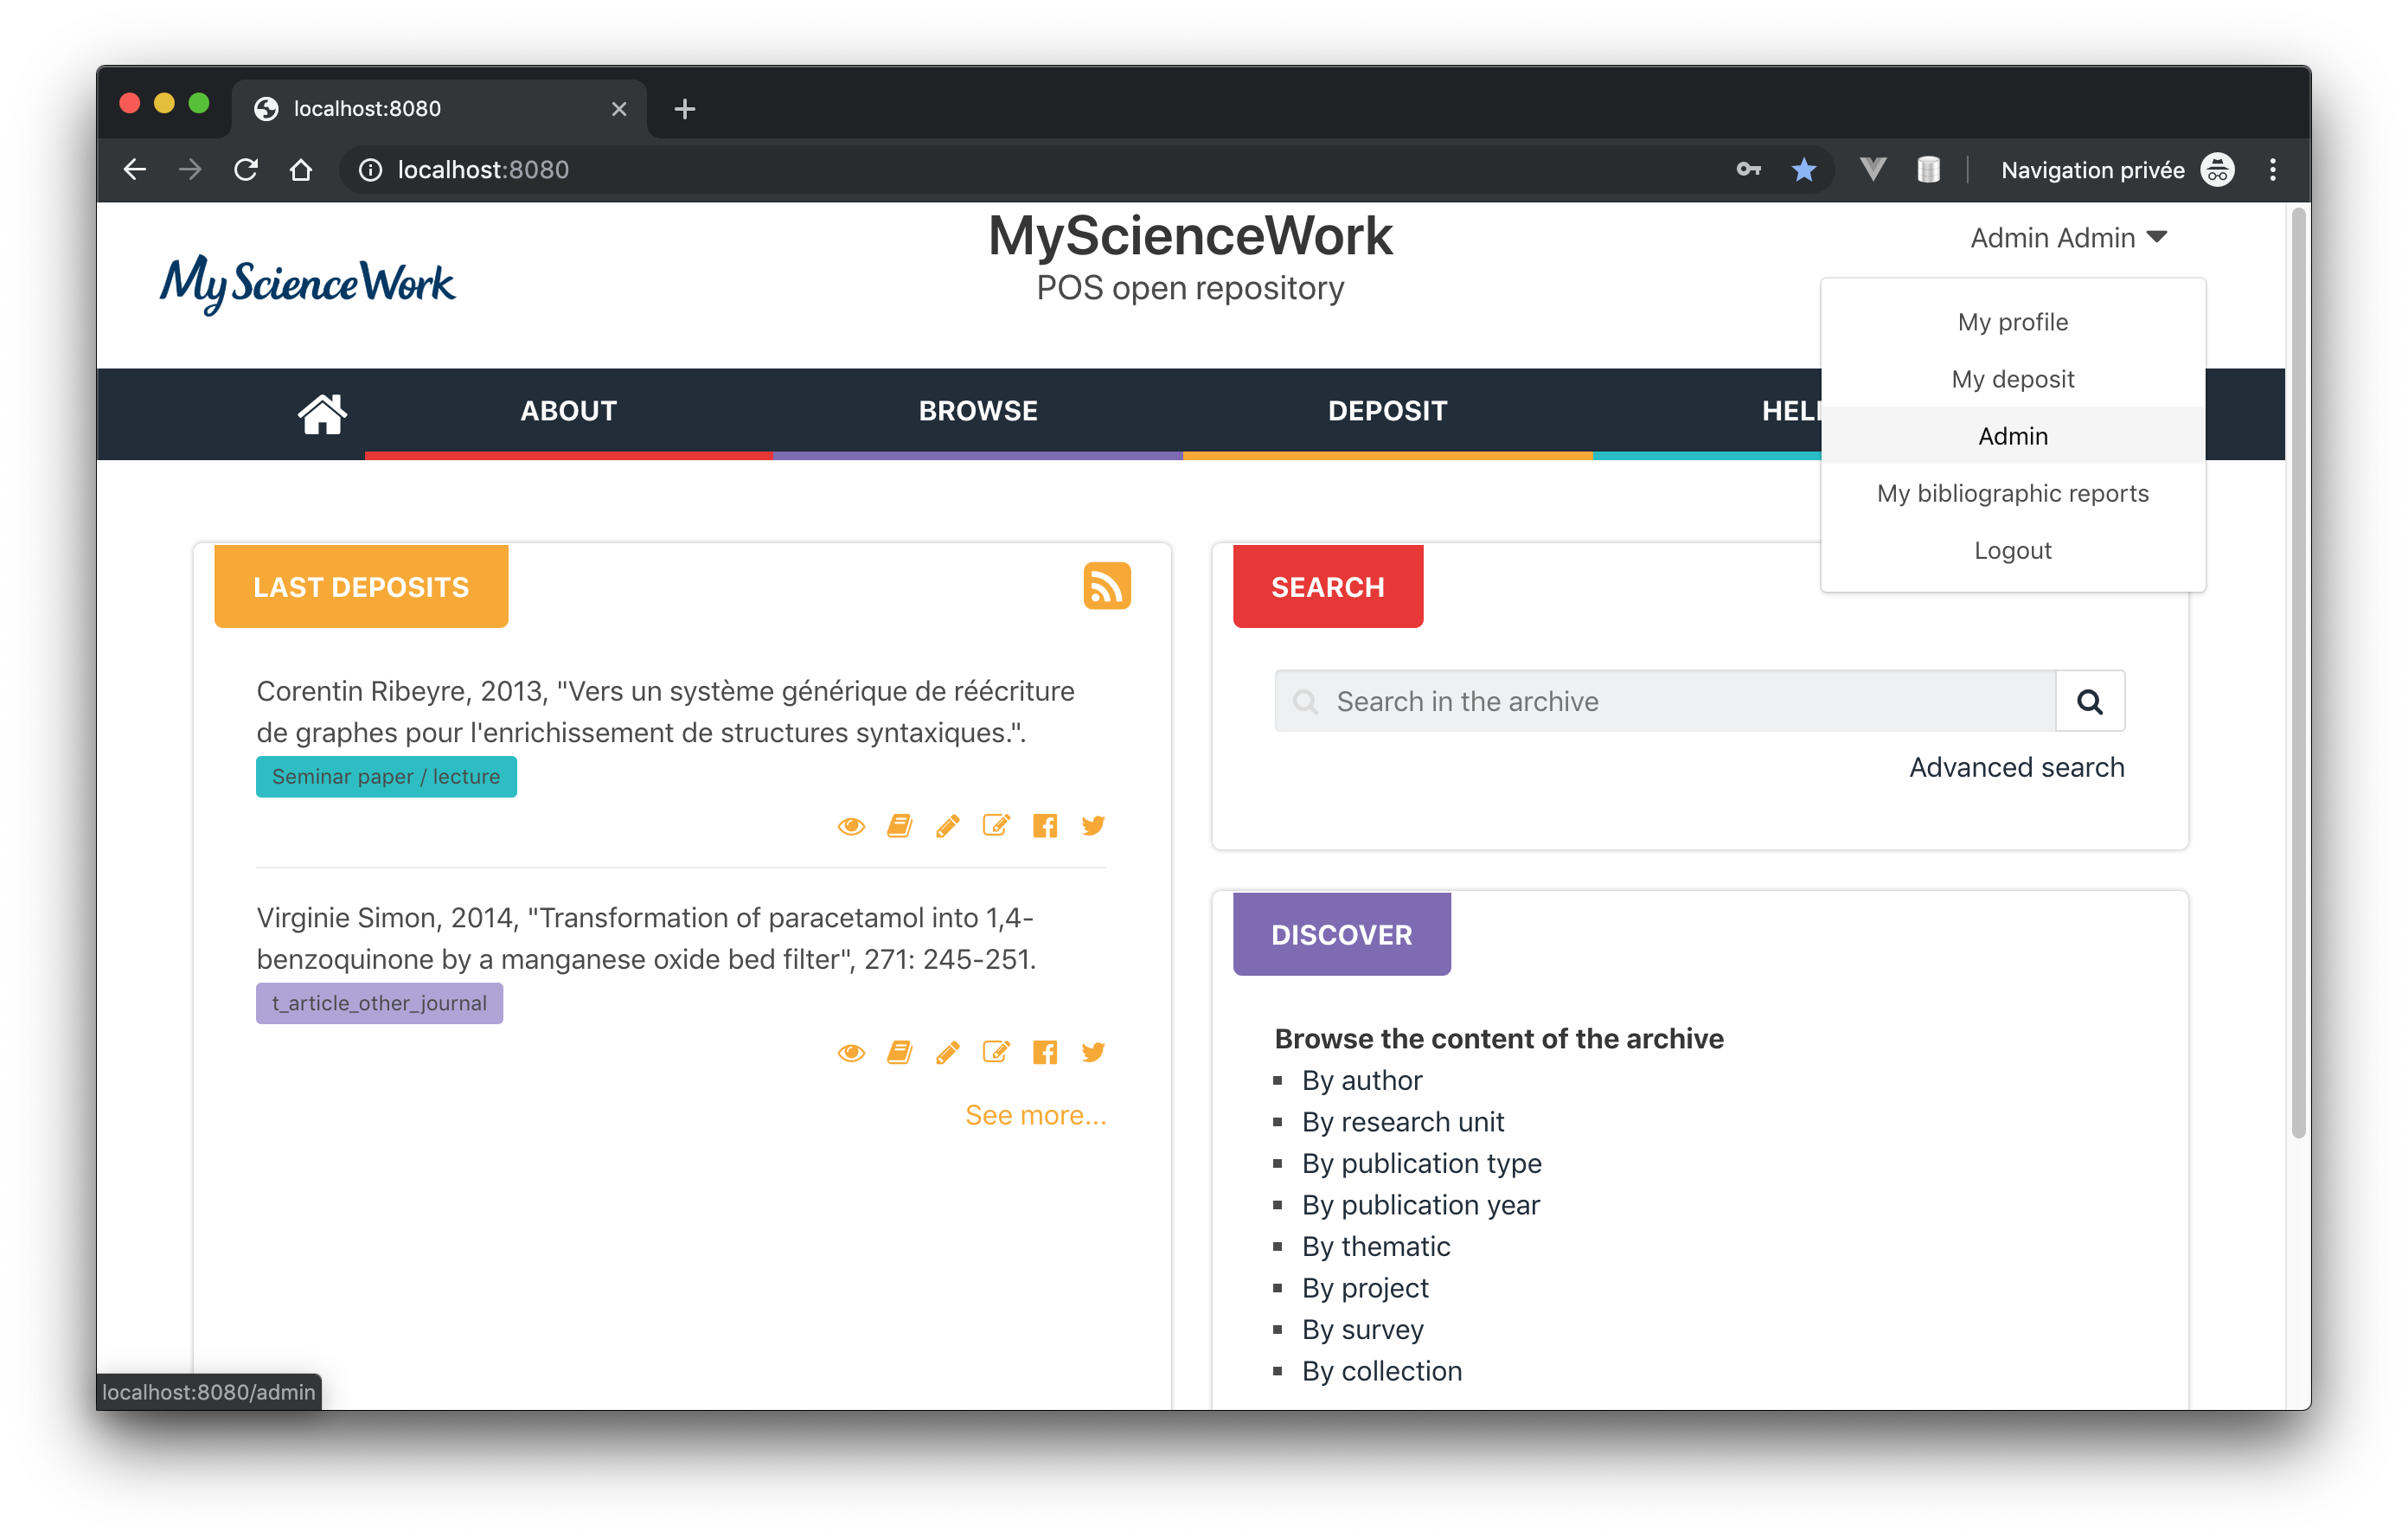 localhost:8080
localhost:8080
Navigation privée
MyScienceWork
MyScienceWork
POS open repository
Admin Admin
My profile
My deposit
Admin
My bibliographic reports
Logout
ABOUT
BROWSE
DEPOSIT
LAST DEPOSITS
Corentin Ribeyre, 2013, "Vers un système générique de réécriture
de graphes pour l'enrichissement de structures syntaxiques.".
Seminar paper / lecture
Virginie Simon, 2014, "Transformation of paracetamol into 1,4-
benzoquinone by a manganese oxide bed filter", 271: 245-251.
t_article_other_journal
See more...
SEARCH
Search in the archive
Advanced search
DISCOVER
Browse the content of the archive
By author
By research unit
By publication type
By publication year
By thematic
By project
By survey
By collection
localhost:8080/admin